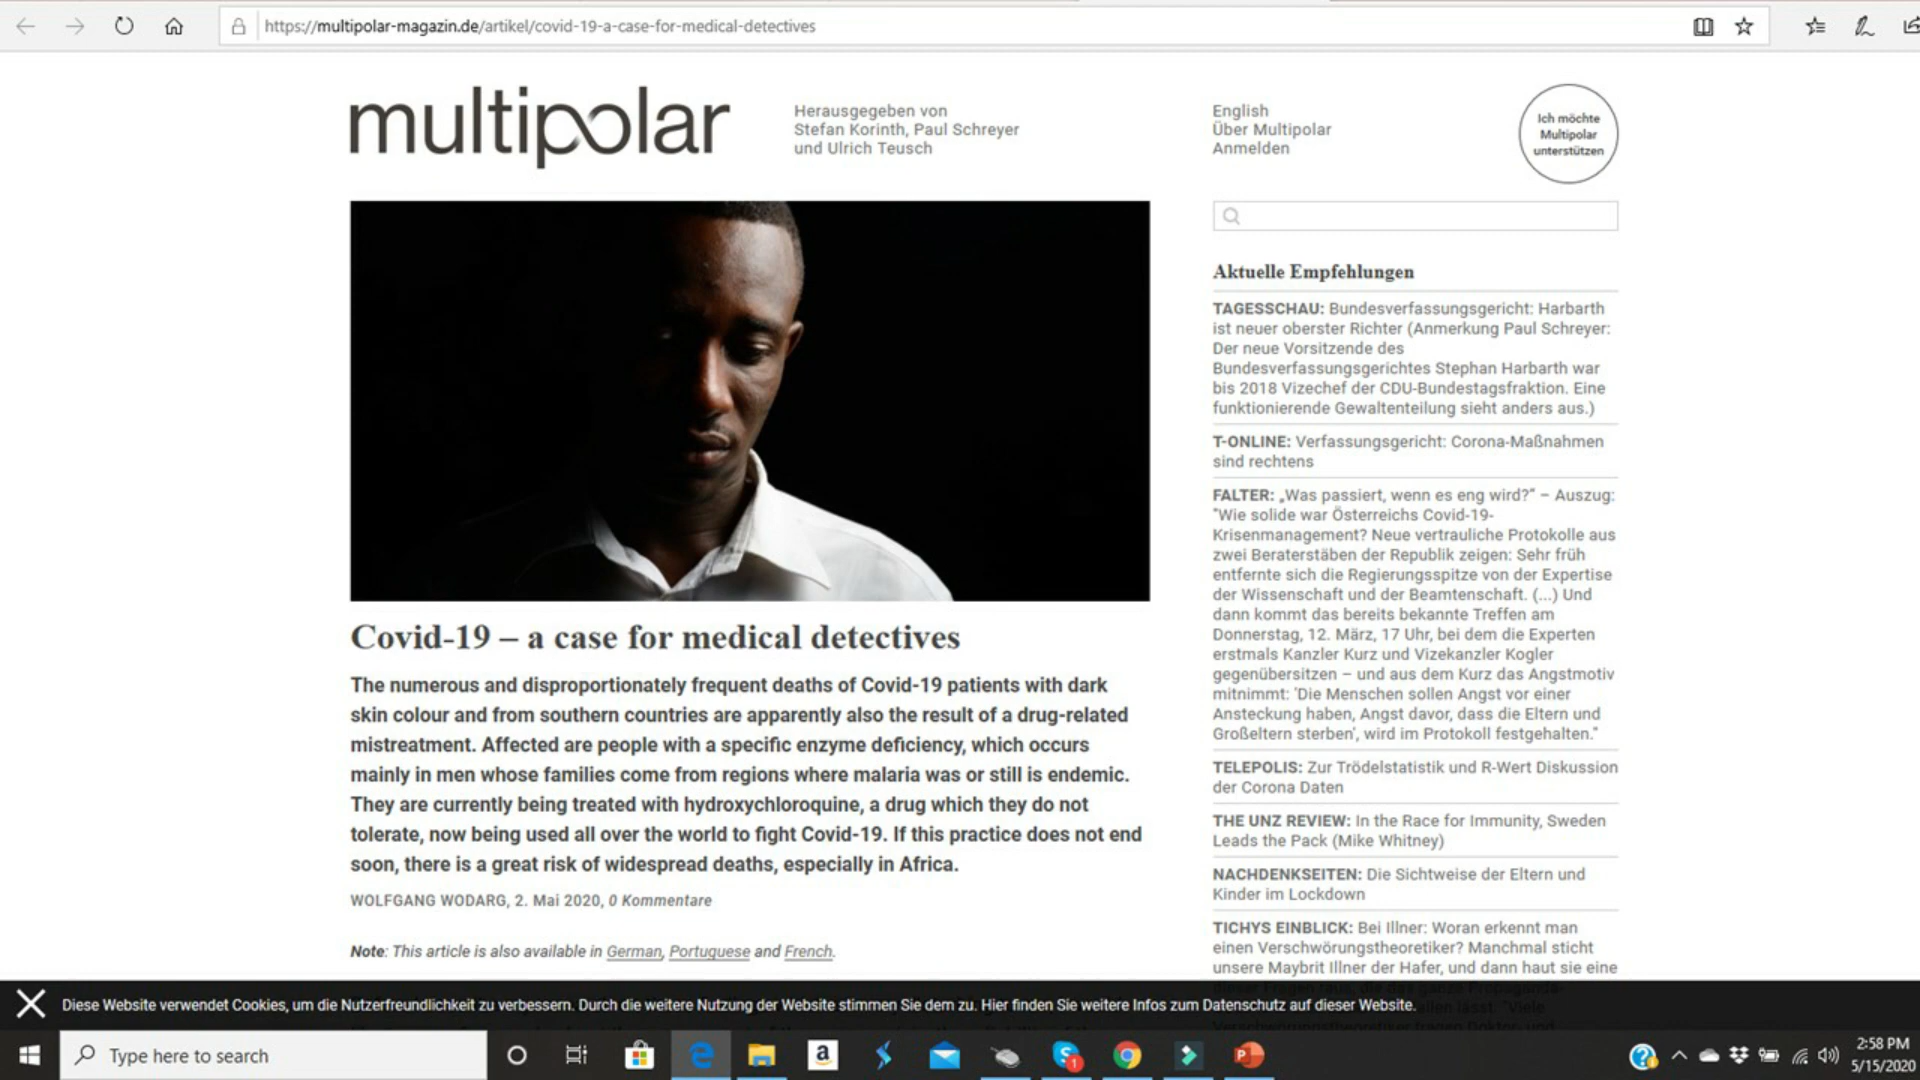 https://multipolar-magazin.de/artikel/covid-19-a-case-for-medical-detectives
multipolar
Herausgegeben von
Stefan Korinth, Paul Schreyer
und Ulrich Teusch
English
Über Multipolar
Anmelden
Ich möchte
Multipolar
unterstützen
Covid-19 – a case for medical detectives
The numerous and disproportionately frequent deaths of Covid-19 patients with dark
skin colour and from southern countries are apparently also the result of a drug-related
mistreatment. Affected are people with a specific enzyme deficiency, which occurs
mainly in men whose families come from regions where malaria was or still is endemic.
They are currently being treated with hydroxychloroquine, a drug which they do not
tolerate, now being used all over the world to fight Covid-19. If this practice does not end
soon, there is a great risk of widespread deaths, especially in Africa.
WOLFGANG WODARG, 2. Mai 2020, 0 Kommentare
Note: This article is also available in German, Portuguese and French.
Aktuelle Empfehlungen
TAGESSCHAU: Bundesverfassungsgericht: Harbarth
ist neuer oberster Richter (Anmerkung Paul Schreyer:
Der neue Vorsitzende des
Bundesverfassungsgerichtes Stephan Harbarth war
bis 2018 Vizechef der CDU-Bundestagsfraktion. Eine
funktionierende Gewaltenteilung sieht anders aus.)
T-ONLINE: Verfassungsgericht: Corona-Maßnahmen
sind rechtens
FALTER: „Was passiert, wenn es eng wird?“ – Auszug:
"Wie solide war Österreichs Covid-19-
Krisenmanagement? Neue vertrauliche Protokolle aus
zwei Beraterstäben der Republik zeigen: Sehr früh
entfernte sich die Regierungsspitze von der Expertise
der Wissenschaft und der Beamtenschaft. (...) Und
dann kommt das bereits bekannte Treffen am
Donnerstag, 12. März, 17 Uhr, bei dem die Experten
erstmals Kanzler Kurz und Vizekanzler Kogler
gegenübersitzen – und aus dem Kurz das Angstmotiv
mitnimmt: 'Die Menschen sollen Angst vor einer
Ansteckung haben, Angst davor, dass die Eltern und
Großeltern sterben', wird im Protokoll festgehalten."
TELEPOLIS: Zur Trödelstatistik und R-Wert Diskussion
der Corona Daten
THE UNZ REVIEW: In the Race for Immunity, Sweden
Leads the Pack (Mike Whitney)
NACHDENKSEITEN: Die Sichtweise der Eltern und
Kinder im Lockdown
TICHYS EINBLICK: Bei Illner: Woran erkennt man
einen Verschwörungstheoretiker? Manchmal sticht
unsere Maybrit Illner der Hafer, und dann haut sie eine
Diese Website verwendet Cookies, um die Nutzerfreundlichkeit zu verbessern. Durch die weitere Nutzung der Website stimmen Sie dem zu. Hier finden Sie weitere Infos zum Datenschutz auf dieser Website.
Type here to search
2:58 PM
5/15/2020